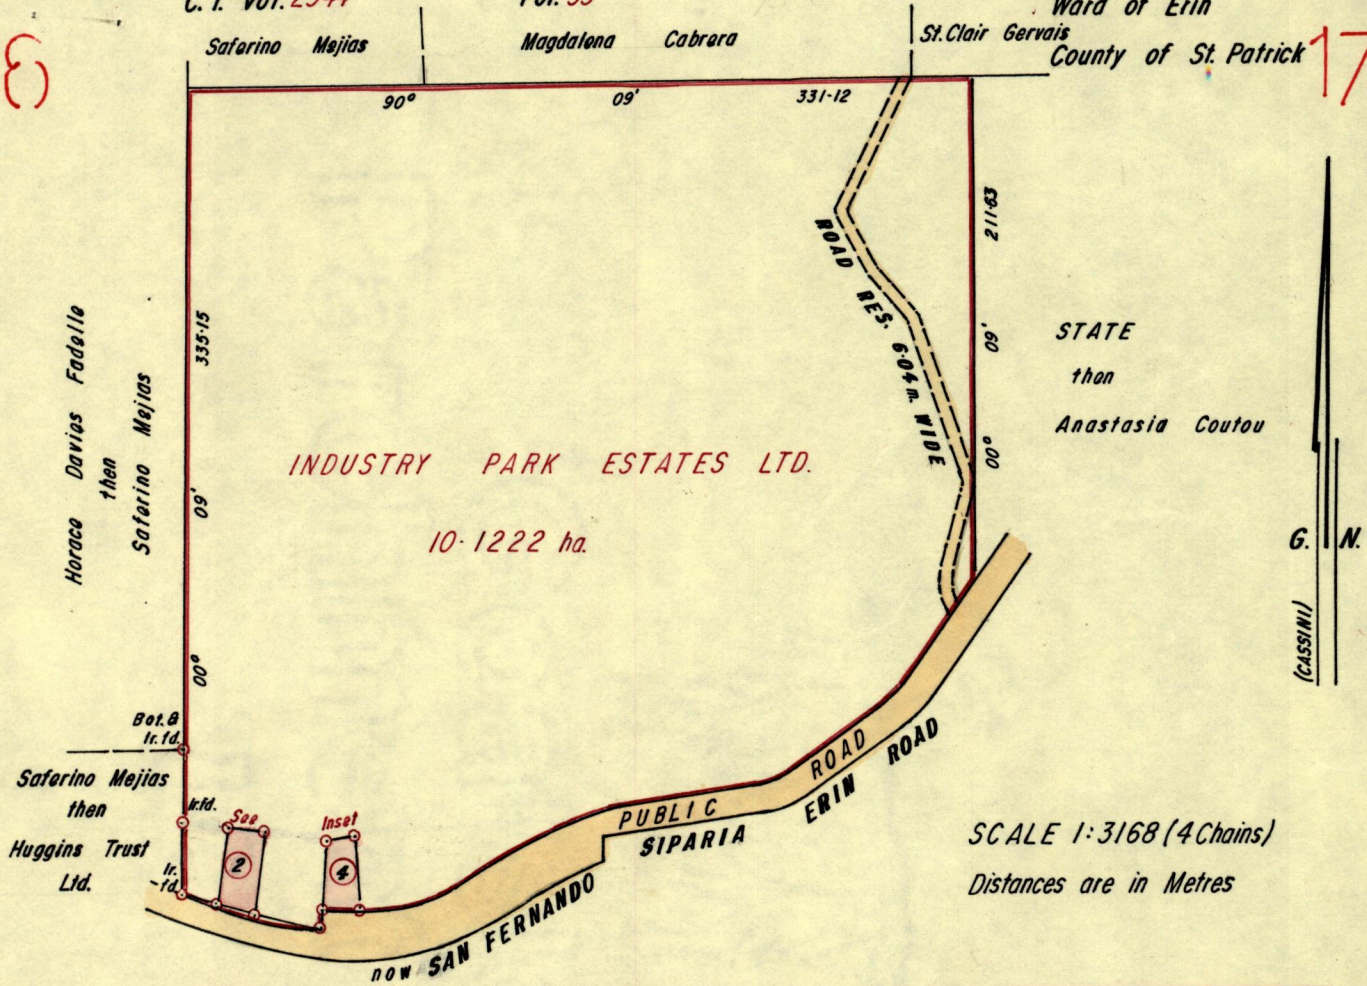 C. T. Vol. 2941
Fol. 55
Ward of Erin
County of St. Patrick
17
Saferino Mejias
Magdalena Cabrera
St. Clair Gervais
90° 09' 331·12
211·63
09'
00°
ROAD RES. 6·04 m. WIDE
335·15
09'
00°
Horace Davies Fadelle
then
Saferino Mejias
STATE
then
Anastasia Coutou
INDUSTRY PARK ESTATES LTD.
10·1222 ha.
G. N.
(CASSINI)
Bot. &
Ir. fd.
Saferino Mejias
then
Huggins Trust
Ltd.
Ir. fd.
Ir.
fd.
See Inset
2
4
PUBLIC ROAD
now SAN FERNANDO SIPARIA ERIN ROAD
SCALE 1:3168 (4 Chains)
Distances are in Metres